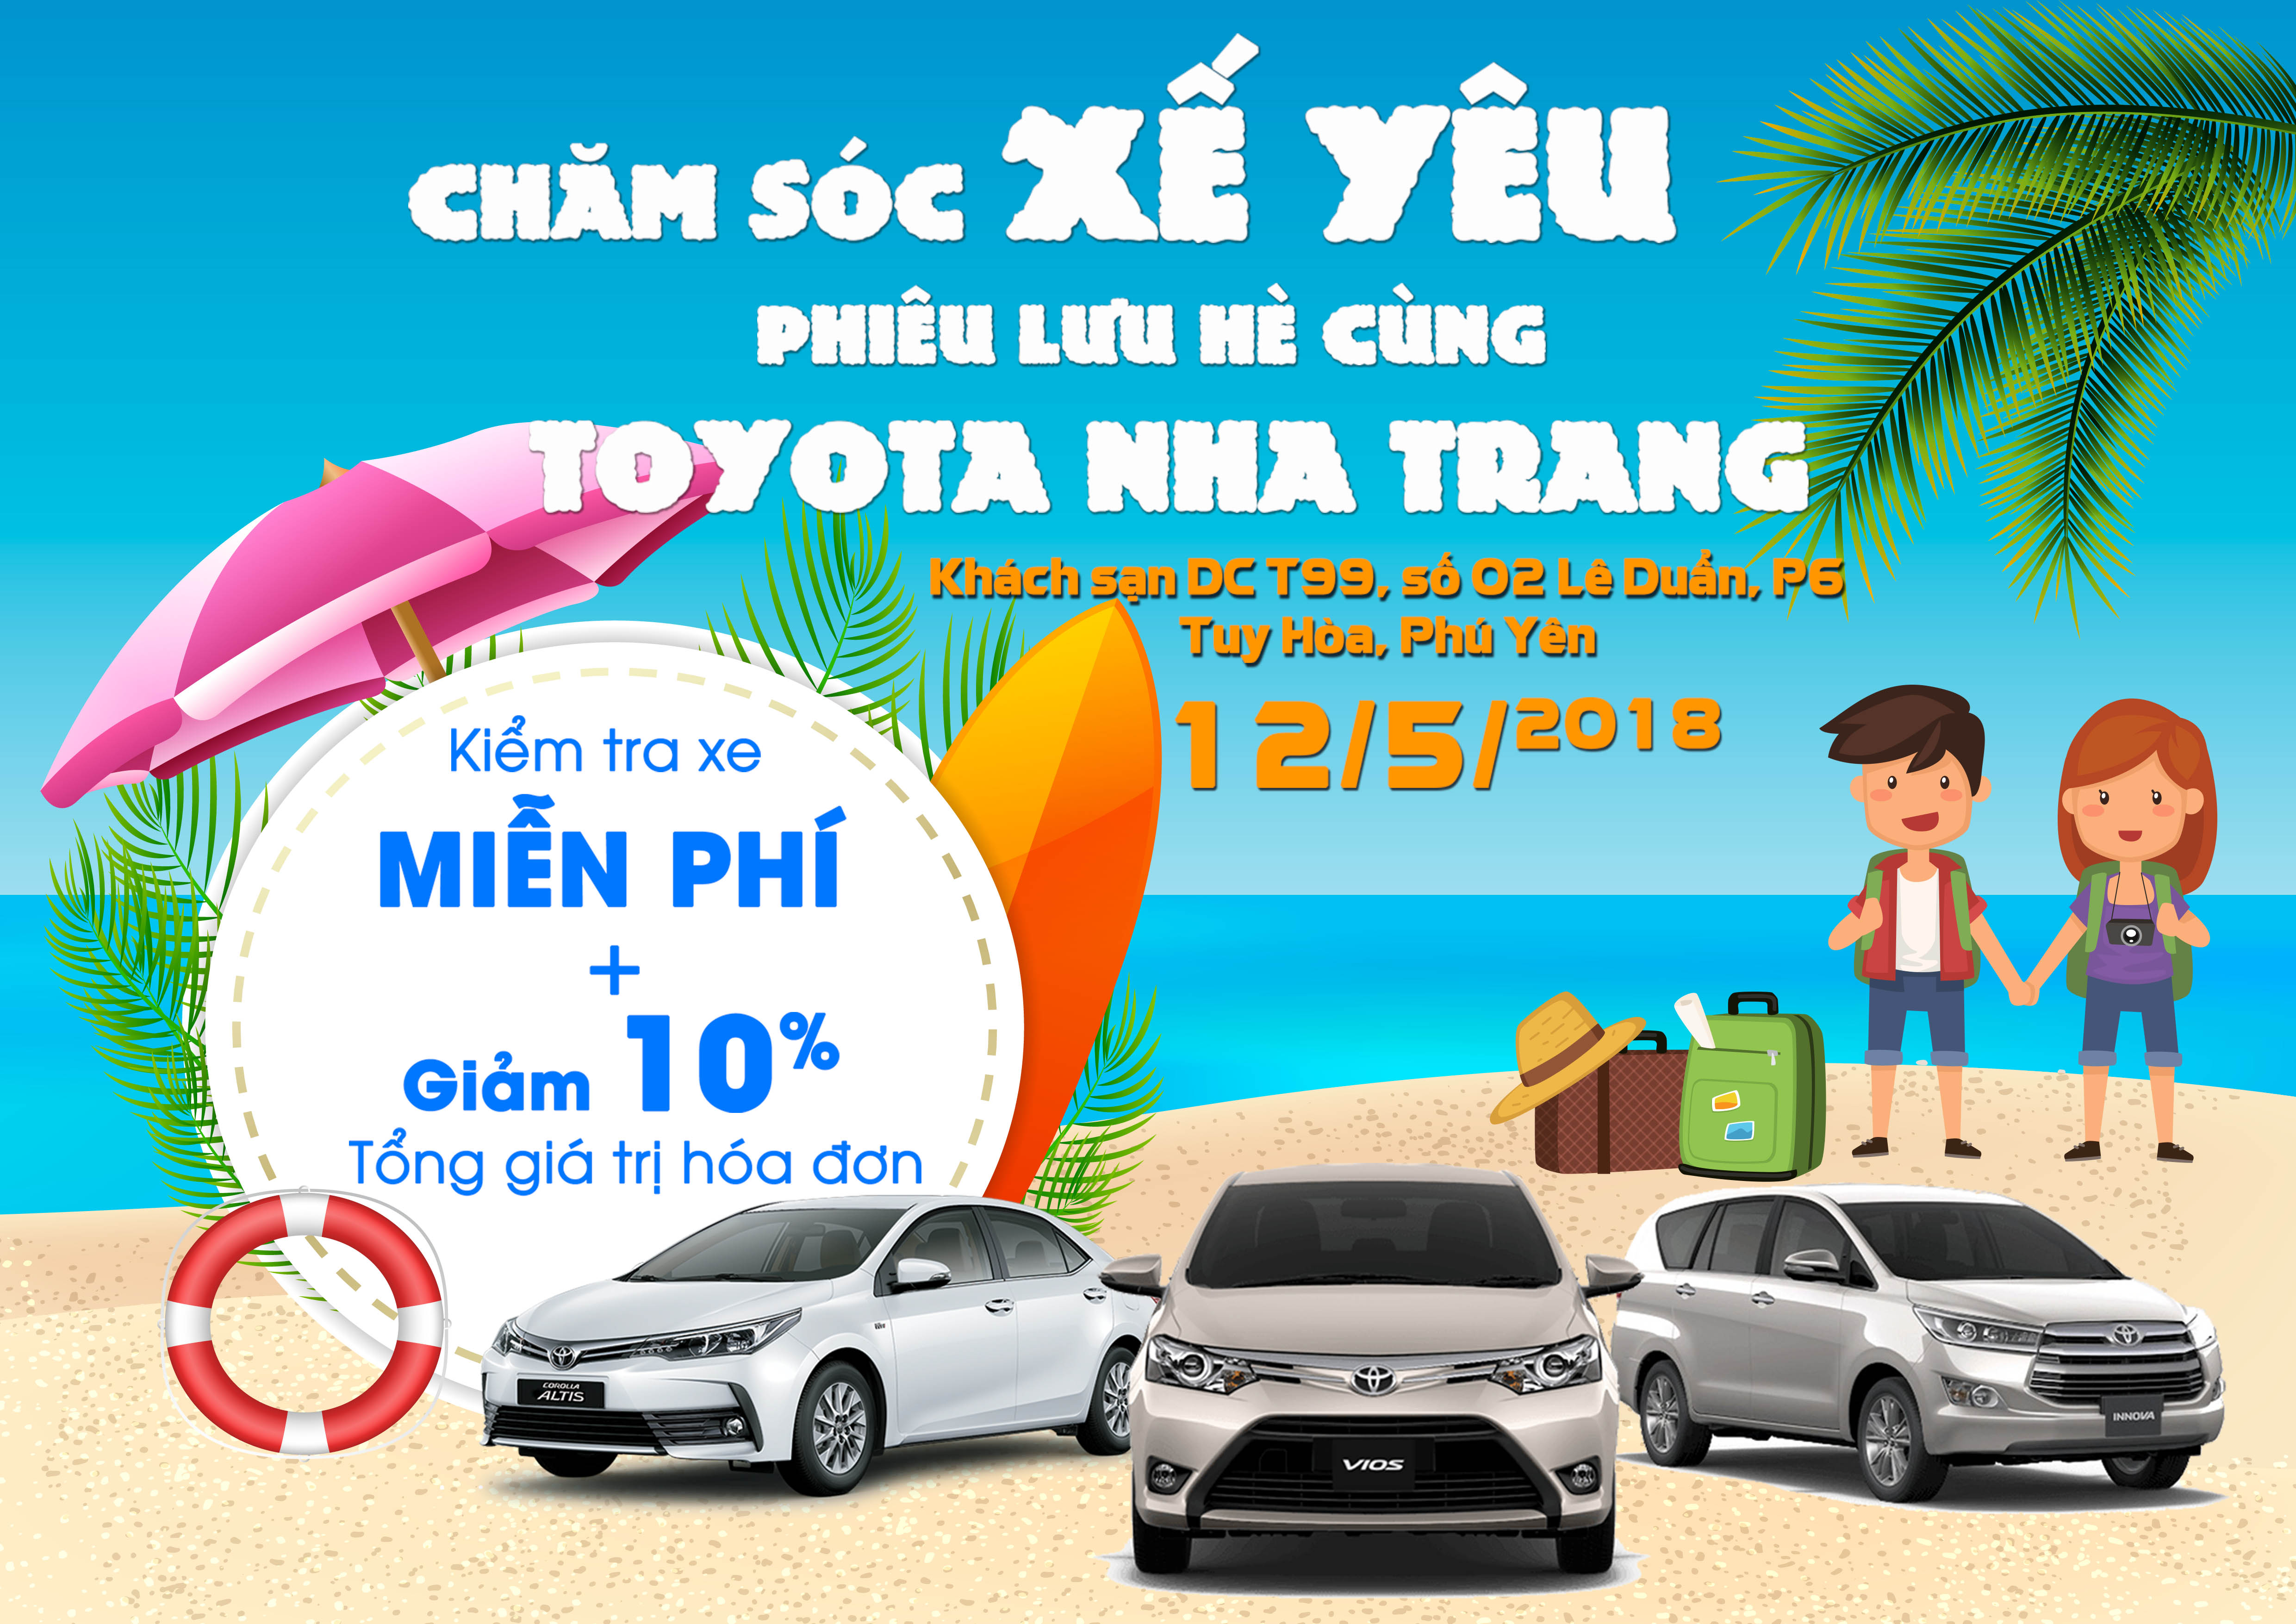 CHĂM SÓC XẾ YÊU
PHIÊU LƯU HÈ CÙNG
TOYOTA NHA TRANG
Khách sạn DC T99, số 02 Lê Duẩn, P6
Tuy Hòa, Phú Yên
12/5/2018
Kiểm tra xe
MIỄN PHÍ
+
Giảm 10%
Tổng giá trị hóa đơn
COROLLA
ALTIS
VIOS
INNOVA